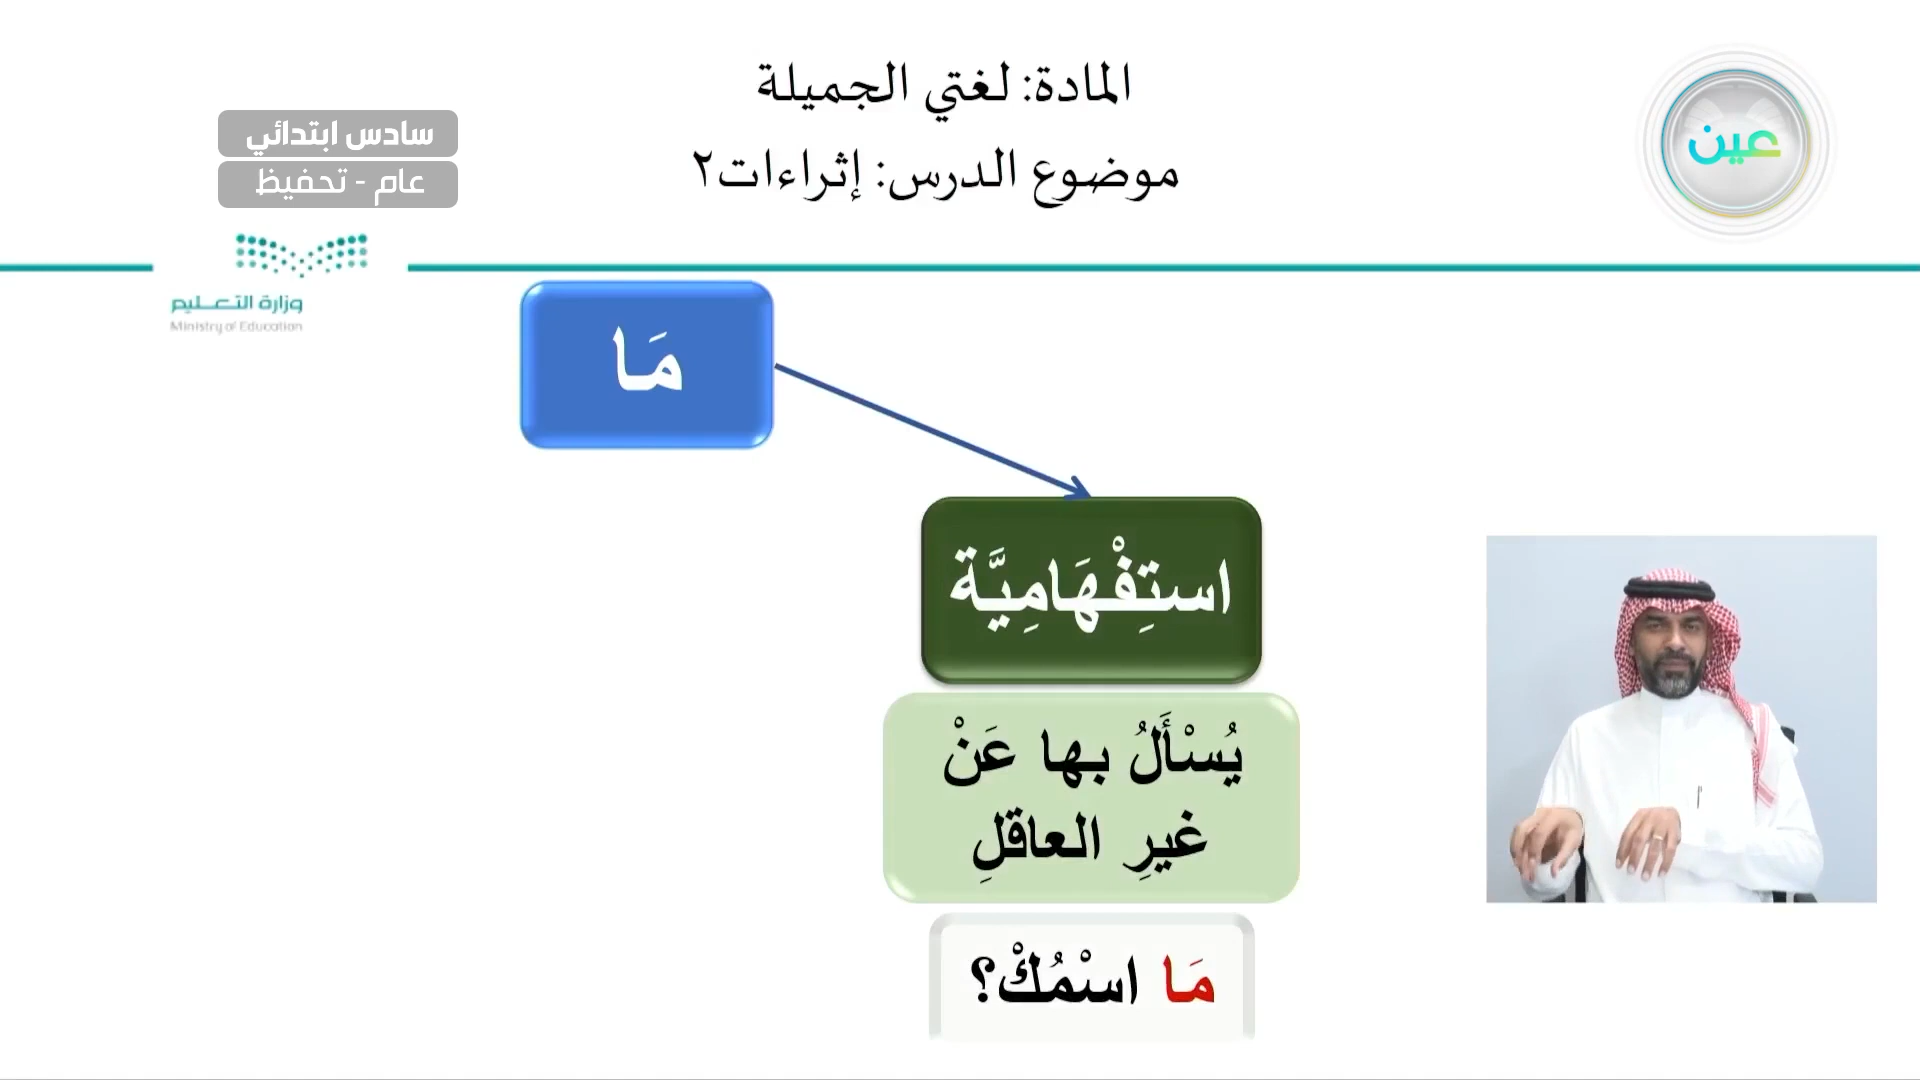 المادة: لغتي الجميلة
موضوع الدرس: إثراءات٢
عين
سادس ابتدائي
عام - تحفيظ
وزارة التعليم
Ministry of Education
مَا
استِفْهَامِيَّة
يُسْأَلُ بها عَنْ
غيرِ العاقلِ
مَا اسْمُكْ؟